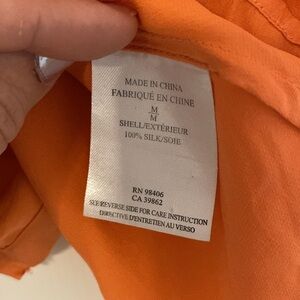 MADE IN CHINA
FABRIQUÉ EN CHINE
M
M
SHELL/EXTÉRIEUR
100% SILK/SOIE
RN 98406
CA 39862
SEE REVERSE SIDE FOR CARE INSTRUCTION
DIRECTIVE D'ENTRETIEN AU VERSO